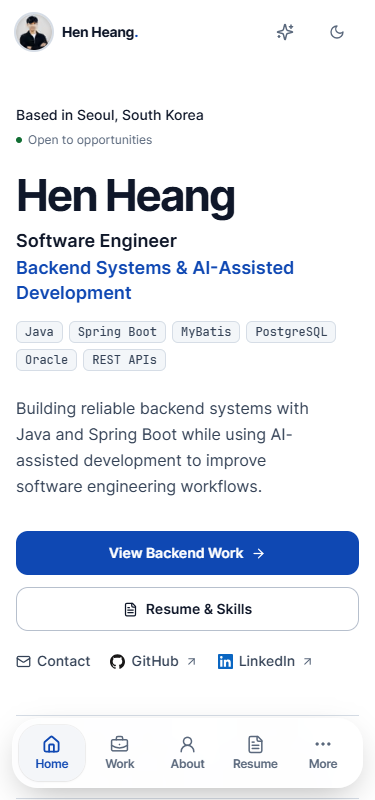 Hen Heang.
Based in Seoul, South Korea
Open to opportunities
Hen Heang
Software Engineer
Backend Systems & AI-Assisted
Development
Java Spring Boot MyBatis PostgreSQL
Oracle REST APIs
Building reliable backend systems with
Java and Spring Boot while using AI-
assisted development to improve
software engineering workflows.
View Backend Work →
Resume & Skills
Contact GitHub ↗ LinkedIn ↗
Home Work About Resume More